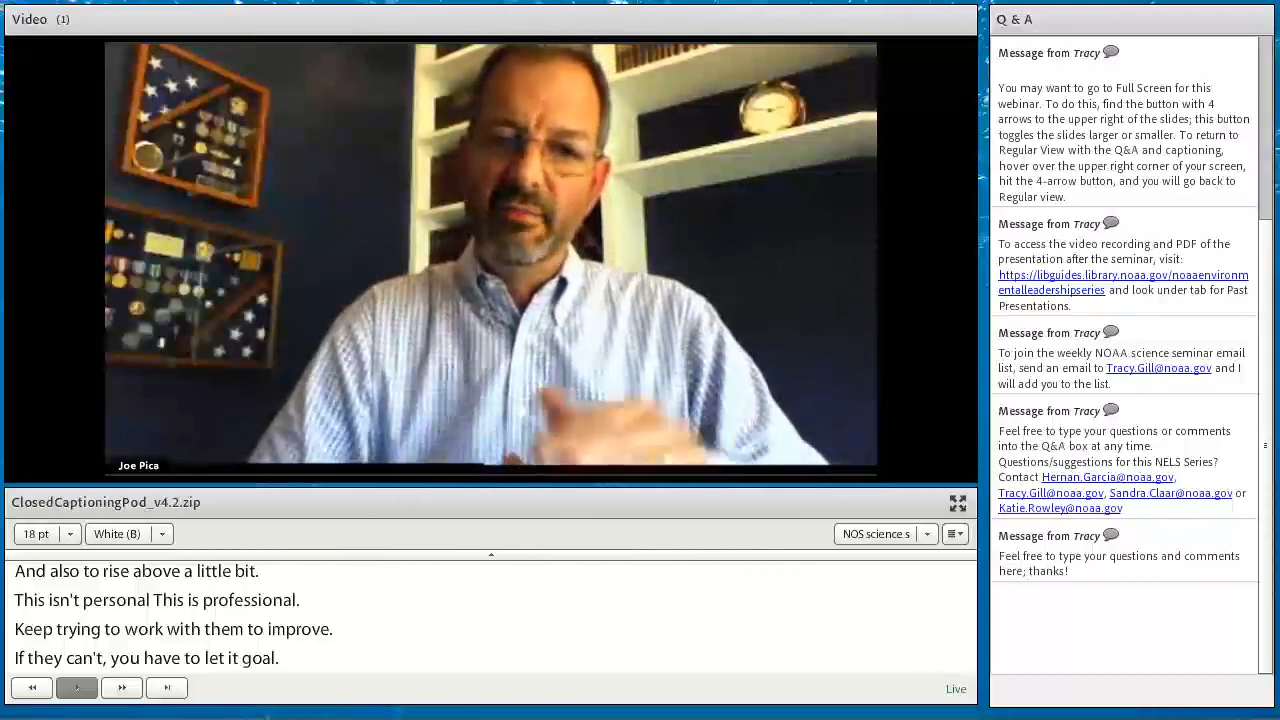 Video (1)
Joe Pica
ClosedCaptioningPod_v4.2.zip
18 pt
White (B)
NOS science s
And also to rise above a little bit.
This isn't personal This is professional.
Keep trying to work with them to improve.
If they can't, you have to let it goal.
Live
Q & A
Message from Tracy
You may want to go to Full Screen for this
webinar. To do this, find the button with 4
arrows to the upper right of the slides; this button
toggles the slides larger or smaller. To return to
Regular View with the Q&A and captioning,
hover over the upper right corner of your screen,
hit the 4-arrow button, and you will go back to
Regular view.
Message from Tracy
To access the video recording and PDF of the
presentation after the seminar, visit:
https://libguides.library.noaa.gov/noaaenvironm
entalleadershipseries and look under tab for Past
Presentations.
Message from Tracy
To join the weekly NOAA science seminar email
list, send an email to Tracy.Gill@noaa.gov and I
will add you to the list.
Message from Tracy
Feel free to type your questions or comments
into the Q&A box at any time.
Questions/suggestions for this NELS Series?
Contact Hernan.Garcia@noaa.gov,
Tracy.Gill@noaa.gov, Sandra.Claar@noaa.gov or
Katie.Rowley@noaa.gov
Message from Tracy
Feel free to type your questions and comments
here; thanks!